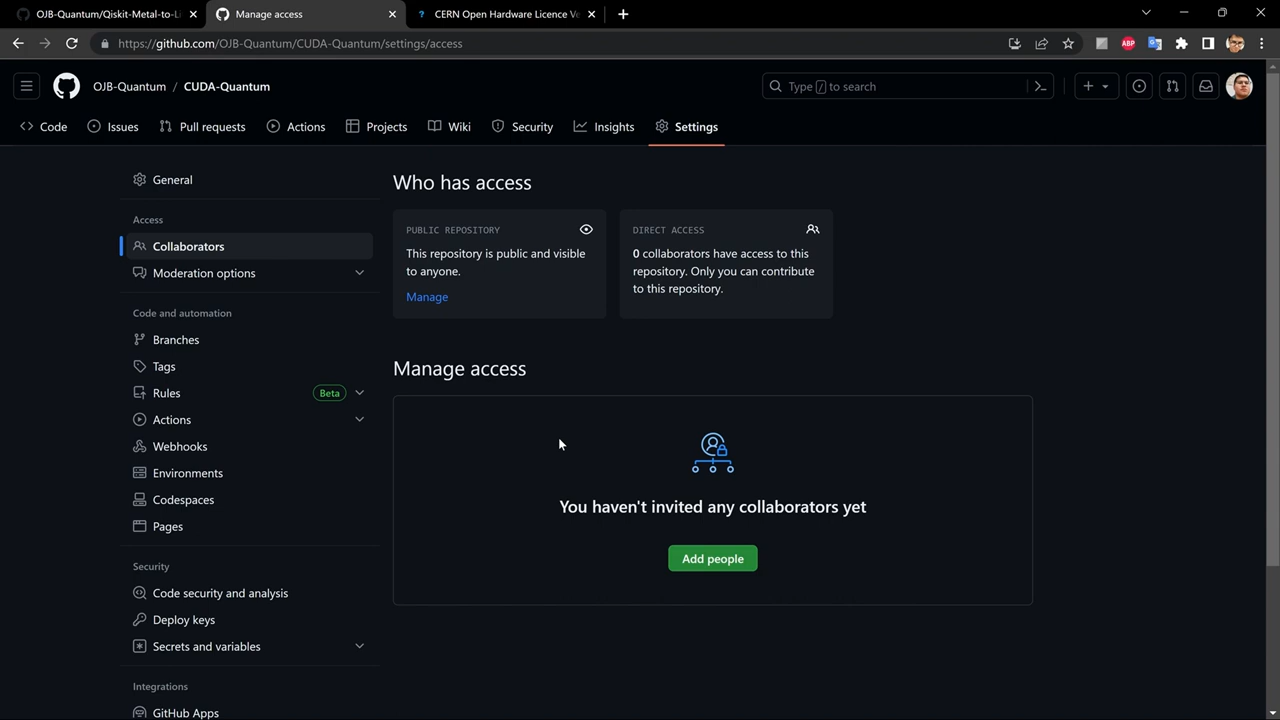 OJB-Quantum/Qiskit-Metal-to-Li
Manage access
CERN Open Hardware Licence Ve
https://github.com/OJB-Quantum/CUDA-Quantum/settings/access
ABP
OJB-Quantum / CUDA-Quantum
Type / to search
Code
Issues
Pull requests
Actions
Projects
Wiki
Security
Insights
Settings
General
Access
Collaborators
Moderation options
Code and automation
Branches
Tags
Rules
Beta
Actions
Webhooks
Environments
Codespaces
Pages
Security
Code security and analysis
Deploy keys
Secrets and variables
Integrations
GitHub Apps
Who has access
PUBLIC REPOSITORY
This repository is public and visible
to anyone.
Manage
DIRECT ACCESS
0 collaborators have access to this
repository. Only you can contribute
to this repository.
Manage access
You haven't invited any collaborators yet
Add people